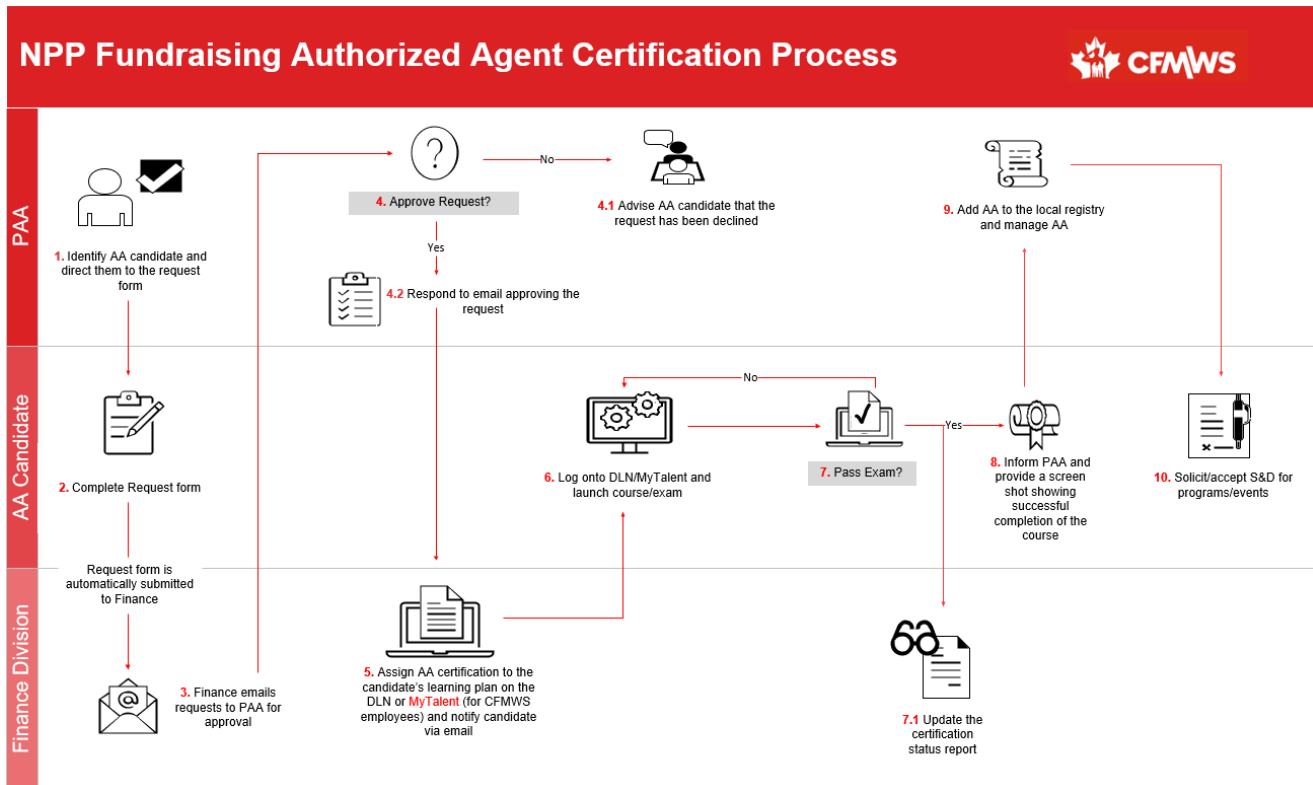 NPP Fundraising Authorized Agent Certification Process
CFMWS
PAA
1. Identify AA candidate and
direct them to the request
form
4. Approve Request?
No
4.1 Advise AA candidate that the
request has been declined
Yes
4.2 Respond to email approving the
request
9. Add AA to the local registry
and manage AA
AA Candidate
2. Complete Request form
Request form is
automatically submitted
to Finance
6. Log onto DLN/MyTalent and
launch course/exam
No
7. Pass Exam?
Yes
8. Inform PAA and
provide a screen
shot showing
successful
completion of the
course
10. Solicit/accept S&D for
programs/events
Finance Division
3. Finance emails
requests to PAA for
approval
5. Assign AA certification to the
candidate's learning plan on the
DLN or MyTalent (for CFMWS
employees) and notify candidate
via email
7.1 Update the
certification
status report